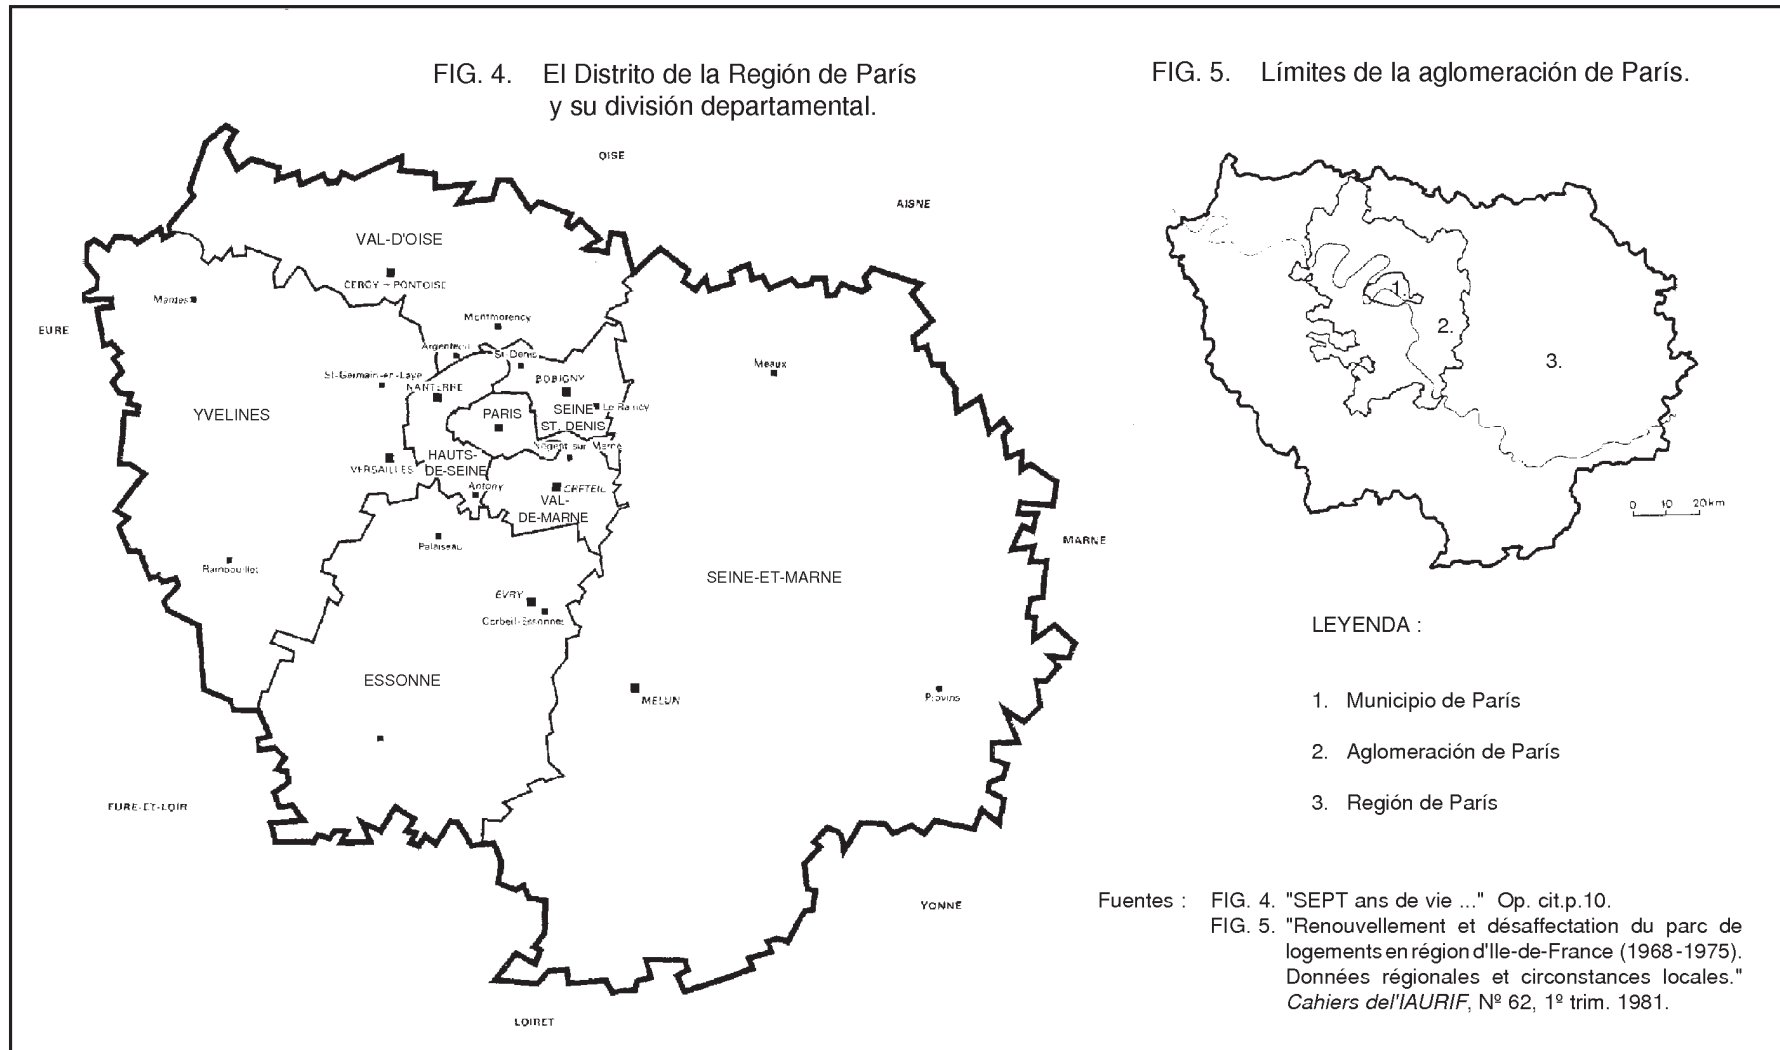 FIG. 4. El Distrito de la Región de París
y su división departamental.
OISE
AISNE
VAL-D'OISE
CERGY - PONTOISE
Mantes
EURE
Montmorency
Argenteuil
St-Denis
St-Germain-en-Laye
NANTERRE
BOBIGNY
Meaux
YVELINES
PARIS
SEINE
ST. DENIS
Le Raincy
Nogent sur Marne
VERSAILLES
HAUTS-
DE-SEINE
Antony
CRETEIL
VAL-
DE-MARNE
Palaiseau
MARNE
Rambouillet
SEINE-ET-MARNE
EVRY
Corbeil-Essonnes
ESSONNE
MELUN
Provins
EURE-ET-LOIR
YONNE
LOIRET
FIG. 5. Límites de la aglomeración de París.
1.
2.
3.
0 10 20km
LEYENDA :
1. Municipio de París
2. Aglomeración de París
3. Región de París
Fuentes : FIG. 4. "SEPT ans de vie ..." Op. cit.p.10.
FIG. 5. "Renouvellement et désaffectation du parc de
logements en région d'Ile-de-France (1968-1975).
Données régionales et circonstances locales."
Cahiers del'IAURIF, Nº 62, 1º trim. 1981.